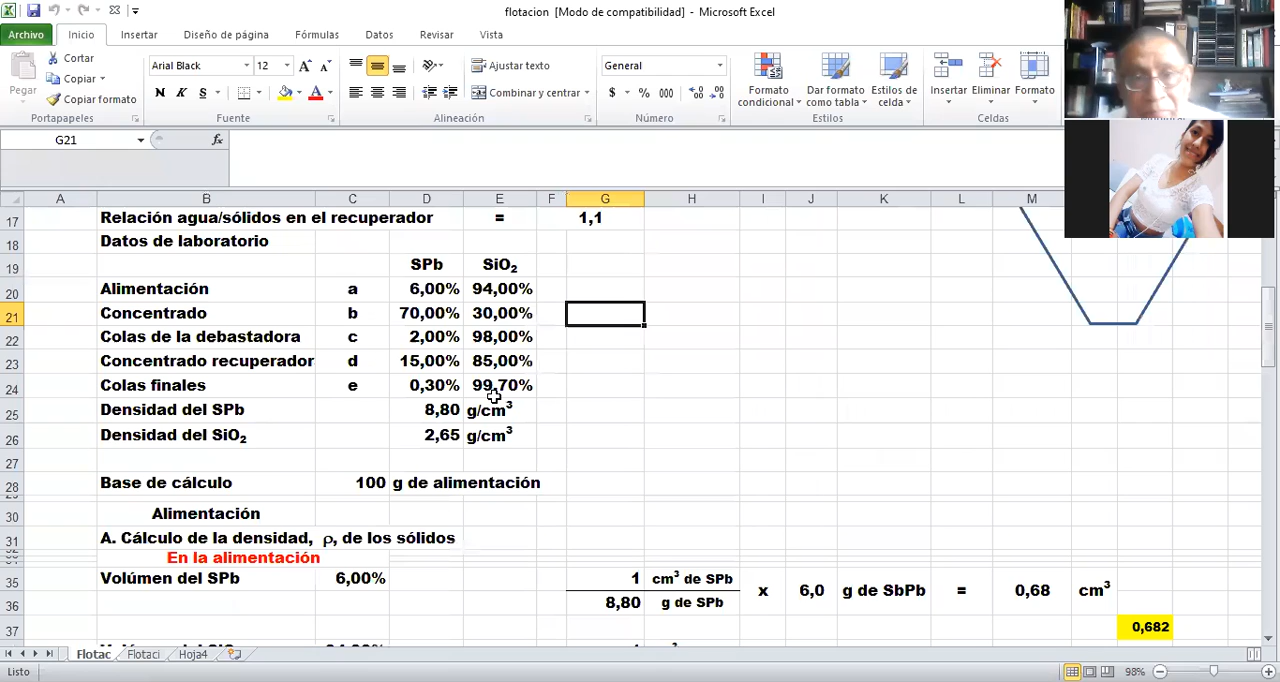 flotacion [Modo de compatibilidad] - Microsoft Excel
Archivo Inicio Insertar Diseño de página Fórmulas Datos Revisar Vista
Pegar
Cortar
Copiar
Copiar formato
Portapapeles
Arial Black 12
N K S
Fuente
Ajustar texto
Combinar y centrar
Alineación
General
$ % 000
Número
Formato condicional
Dar formato como tabla
Estilos de celda
Estilos
Insertar Eliminar Formato
Celdas
G21 fx
A B C D E F G H I J K L M
17 Relación agua/sólidos en el recuperador = 1,1
18 Datos de laboratorio
19 SPb SiO₂
20 Alimentación a 6,00% 94,00%
21 Concentrado b 70,00% 30,00%
22 Colas de la debastadora c 2,00% 98,00%
23 Concentrado recuperador d 15,00% 85,00%
24 Colas finales e 0,30% 99,70%
25 Densidad del SPb 8,80 g/cm³
26 Densidad del SiO₂ 2,65 g/cm³
27
28 Base de cálculo 100 g de alimentación
30 Alimentación
31 A. Cálculo de la densidad, ρ, de los sólidos
En la alimentación
35 Volúmen del SPb 6,00% 1 cm³ de SPb x 6,0 g de SbPb = 0,68 cm³
36 8,80 g de SPb
37 0,682
Flotac Flotaci Hoja4
Listo 98%